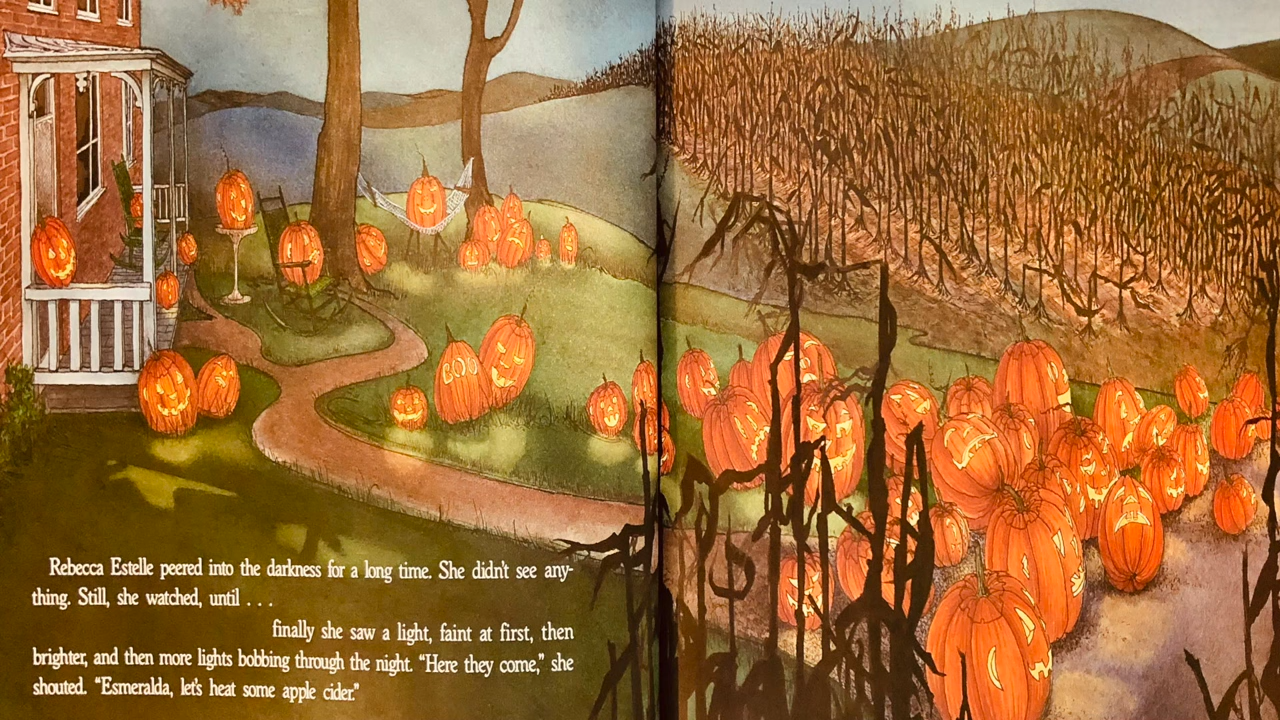 BOO
Rebecca Estelle peered into the darkness for a long time. She didn't see any-
thing. Still, she watched, until . . .
finally she saw a light, faint at first, then
brighter, and then more lights bobbing through the night. “Here they come,” she
shouted. “Esmeralda, let's heat some apple cider.”